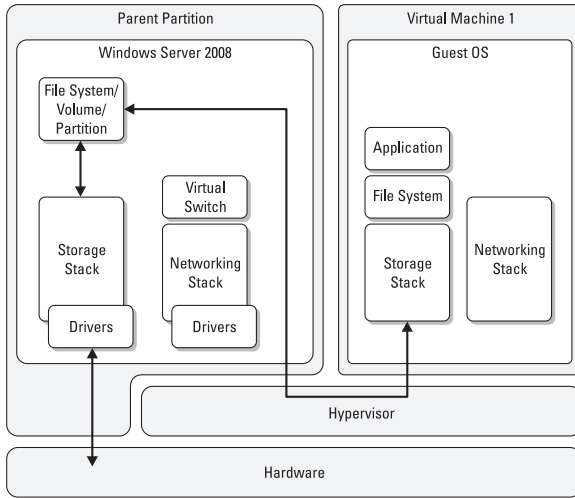 Parent Partition
Windows Server 2008
File System/
Volume/
Partition
Storage
Stack
Drivers
Virtual
Switch
Networking
Stack
Drivers
Virtual Machine 1
Guest OS
Application
File System
Storage
Stack
Networking
Stack
Hypervisor
Hardware